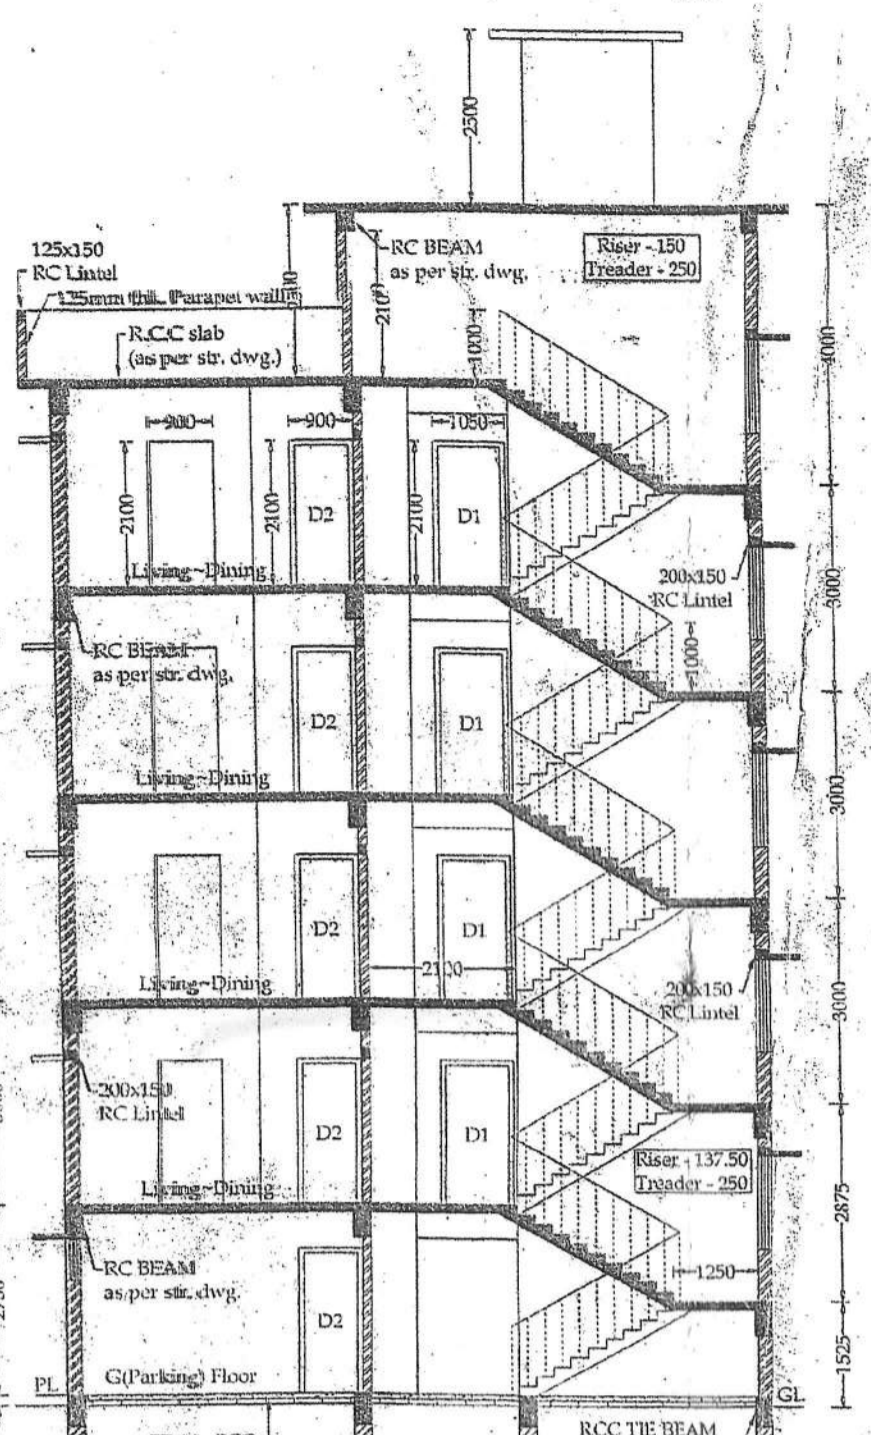 2500
125x150
RC Lintel
125mm thk. Parapet wall
R.C.C slab
(as per str. dwg.)
RC BEAM
as per str. dwg.
Riser - 150
Treader - 250
2100
1000
4000
900
900
1050
2100
2100
2100
D2
D1
Living~Dining
200x150
RC Lintel
3000
RC BEAM
as per str. dwg.
1000
D2
D1
Living~Dining
3000
D2
D1
2100
Living~Dining
200x150
RC Lintel
3000
200x150
RC Lintel
D2
D1
Riser - 137.50
Treader - 250
Living~Dining
2875
RC BEAM
as per str. dwg.
1250
D2
1525
G(Parking) Floor
PL
GL
RCC TIE BEAM